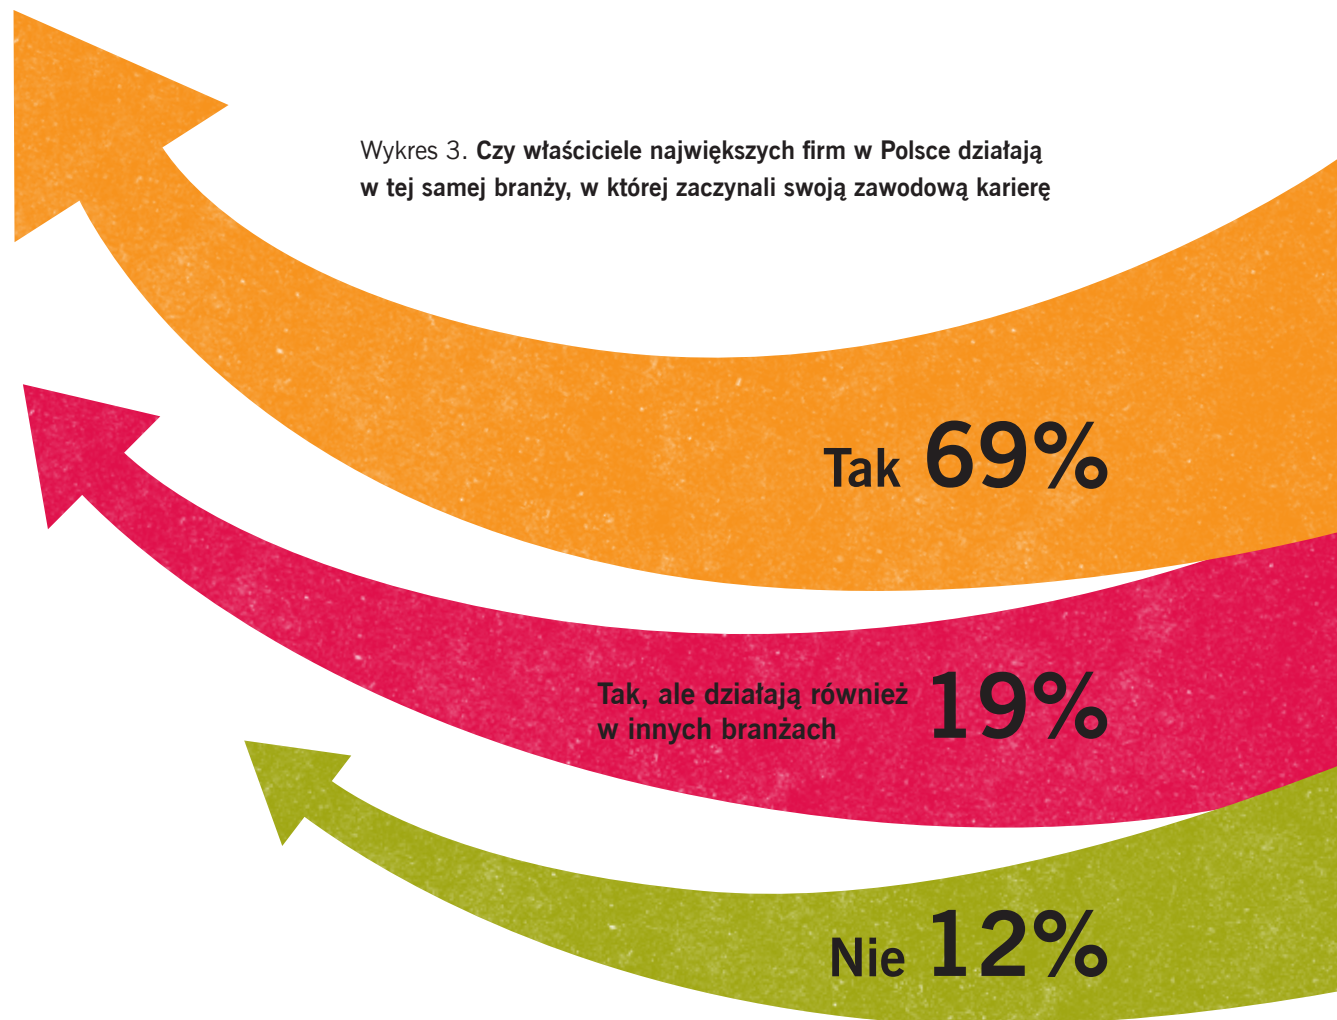 Wykres 3. Czy właściciele największych firm w Polsce działają
w tej samej branży, w której zaczynali swoją zawodową karierę
Tak 69%
Tak, ale działają również
w innych branżach 19%
Nie 12%